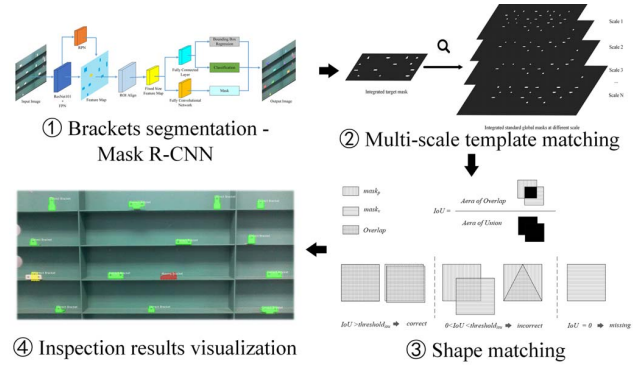 RPN
Bounding Box
Regression
Fully Connected
Layer
Classification
Mask
Input Image
ResNet101
+
FPN
Feature Map
ROI Align
Fixed Size
Feature Map
Fully Convolutional
Network
Output Image
① Brackets segmentation -
Mask R-CNN
Scale 1
Scale 2
Scale 3
...
Scale N
Integrated target mask
Integrated standard global masks at different scale
② Multi-scale template matching
mask
mask
Overlap
IoU =
Aera of Overlap
Aera of Union
IoU >threshold correct
0<IoU <threshold incorrect
IoU = 0 missing
③ Shape matching
④ Inspection results visualization